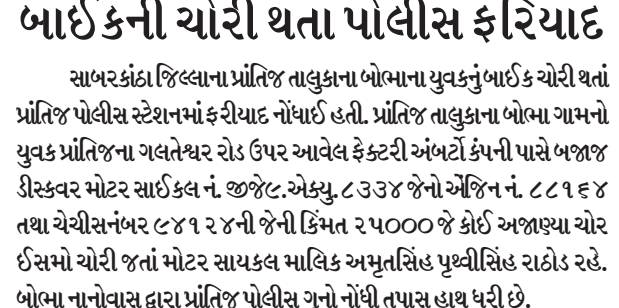 બાઈકની ચોરી થતા પોલીસ ફરિયાદ
સાબરકાંઠા જિલ્લાના પ્રાંતિજ તાલુકાના બોભાના યુવકનું બાઈક ચોરી થતાં
પ્રાંતિજ પોલીસ સ્ટેશનમાં ફરીયાદ નોંધાઈ હતી. પ્રાંતિજ તાલુકાના બોભા ગામનો
યુવક પ્રાંતિજના ગલતેશ્વર રોડ ઉપર આવેલ ફેક્ટરી અંબર્ટો કંપની પાસે બજાજ
ડીસ્કવર મોટર સાઈકલ નં. જીજે૯.એક્યુ. ૮૩૩૪ જેનો એંજિન નં. ૮૮૧૬૪
તથા ચેચીસનંબર ૯૪૧૨૨૪ની જેની કિંમત ૨૫૦૦૦ જે કોઈ અજાણ્યા ચોર
ઈસમો ચોરી જતાં મોટર સાયકલ માલિક અમૃતસિંહ પૃથ્વીસિંહ રાઠોડ રહે.
બોભા નાનોવાસ દ્વારા પ્રાંતિજ પોલીસ ગનો નોંધી તપાસ હાથ ધરી છે.